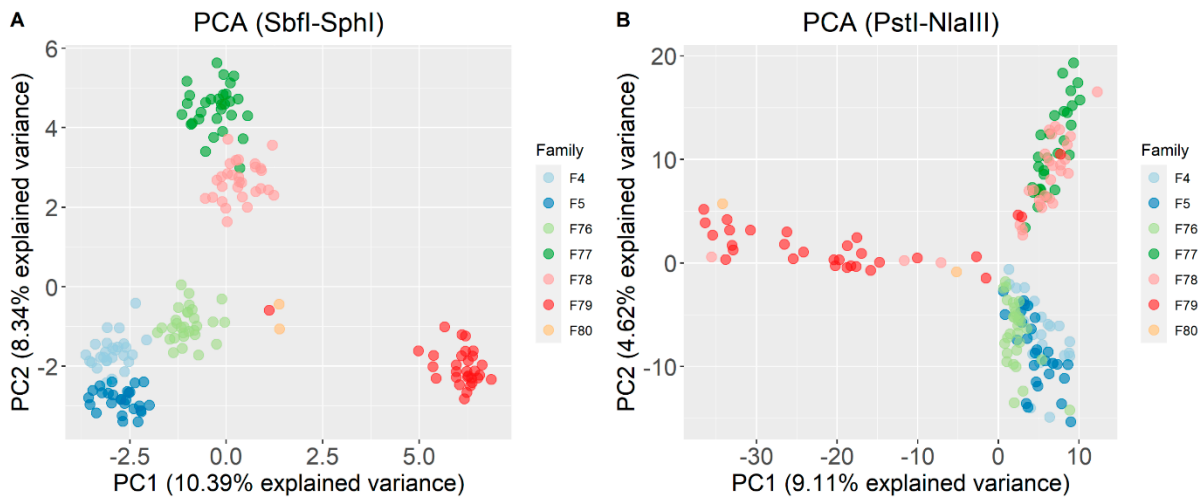 A
PCA (SbfI-SphI)
PC2 (8.34% explained variance)
6
4
2
0
-2
-2.5
0.0
2.5
5.0
PC1 (10.39% explained variance)
Family
F4
F5
F76
F77
F78
F79
F80
B
PCA (PstI-NlaIII)
PC2 (4.62% explained variance)
20
10
0
-10
-30
-20
-10
0
10
PC1 (9.11% explained variance)
Family
F4
F5
F76
F77
F78
F79
F80